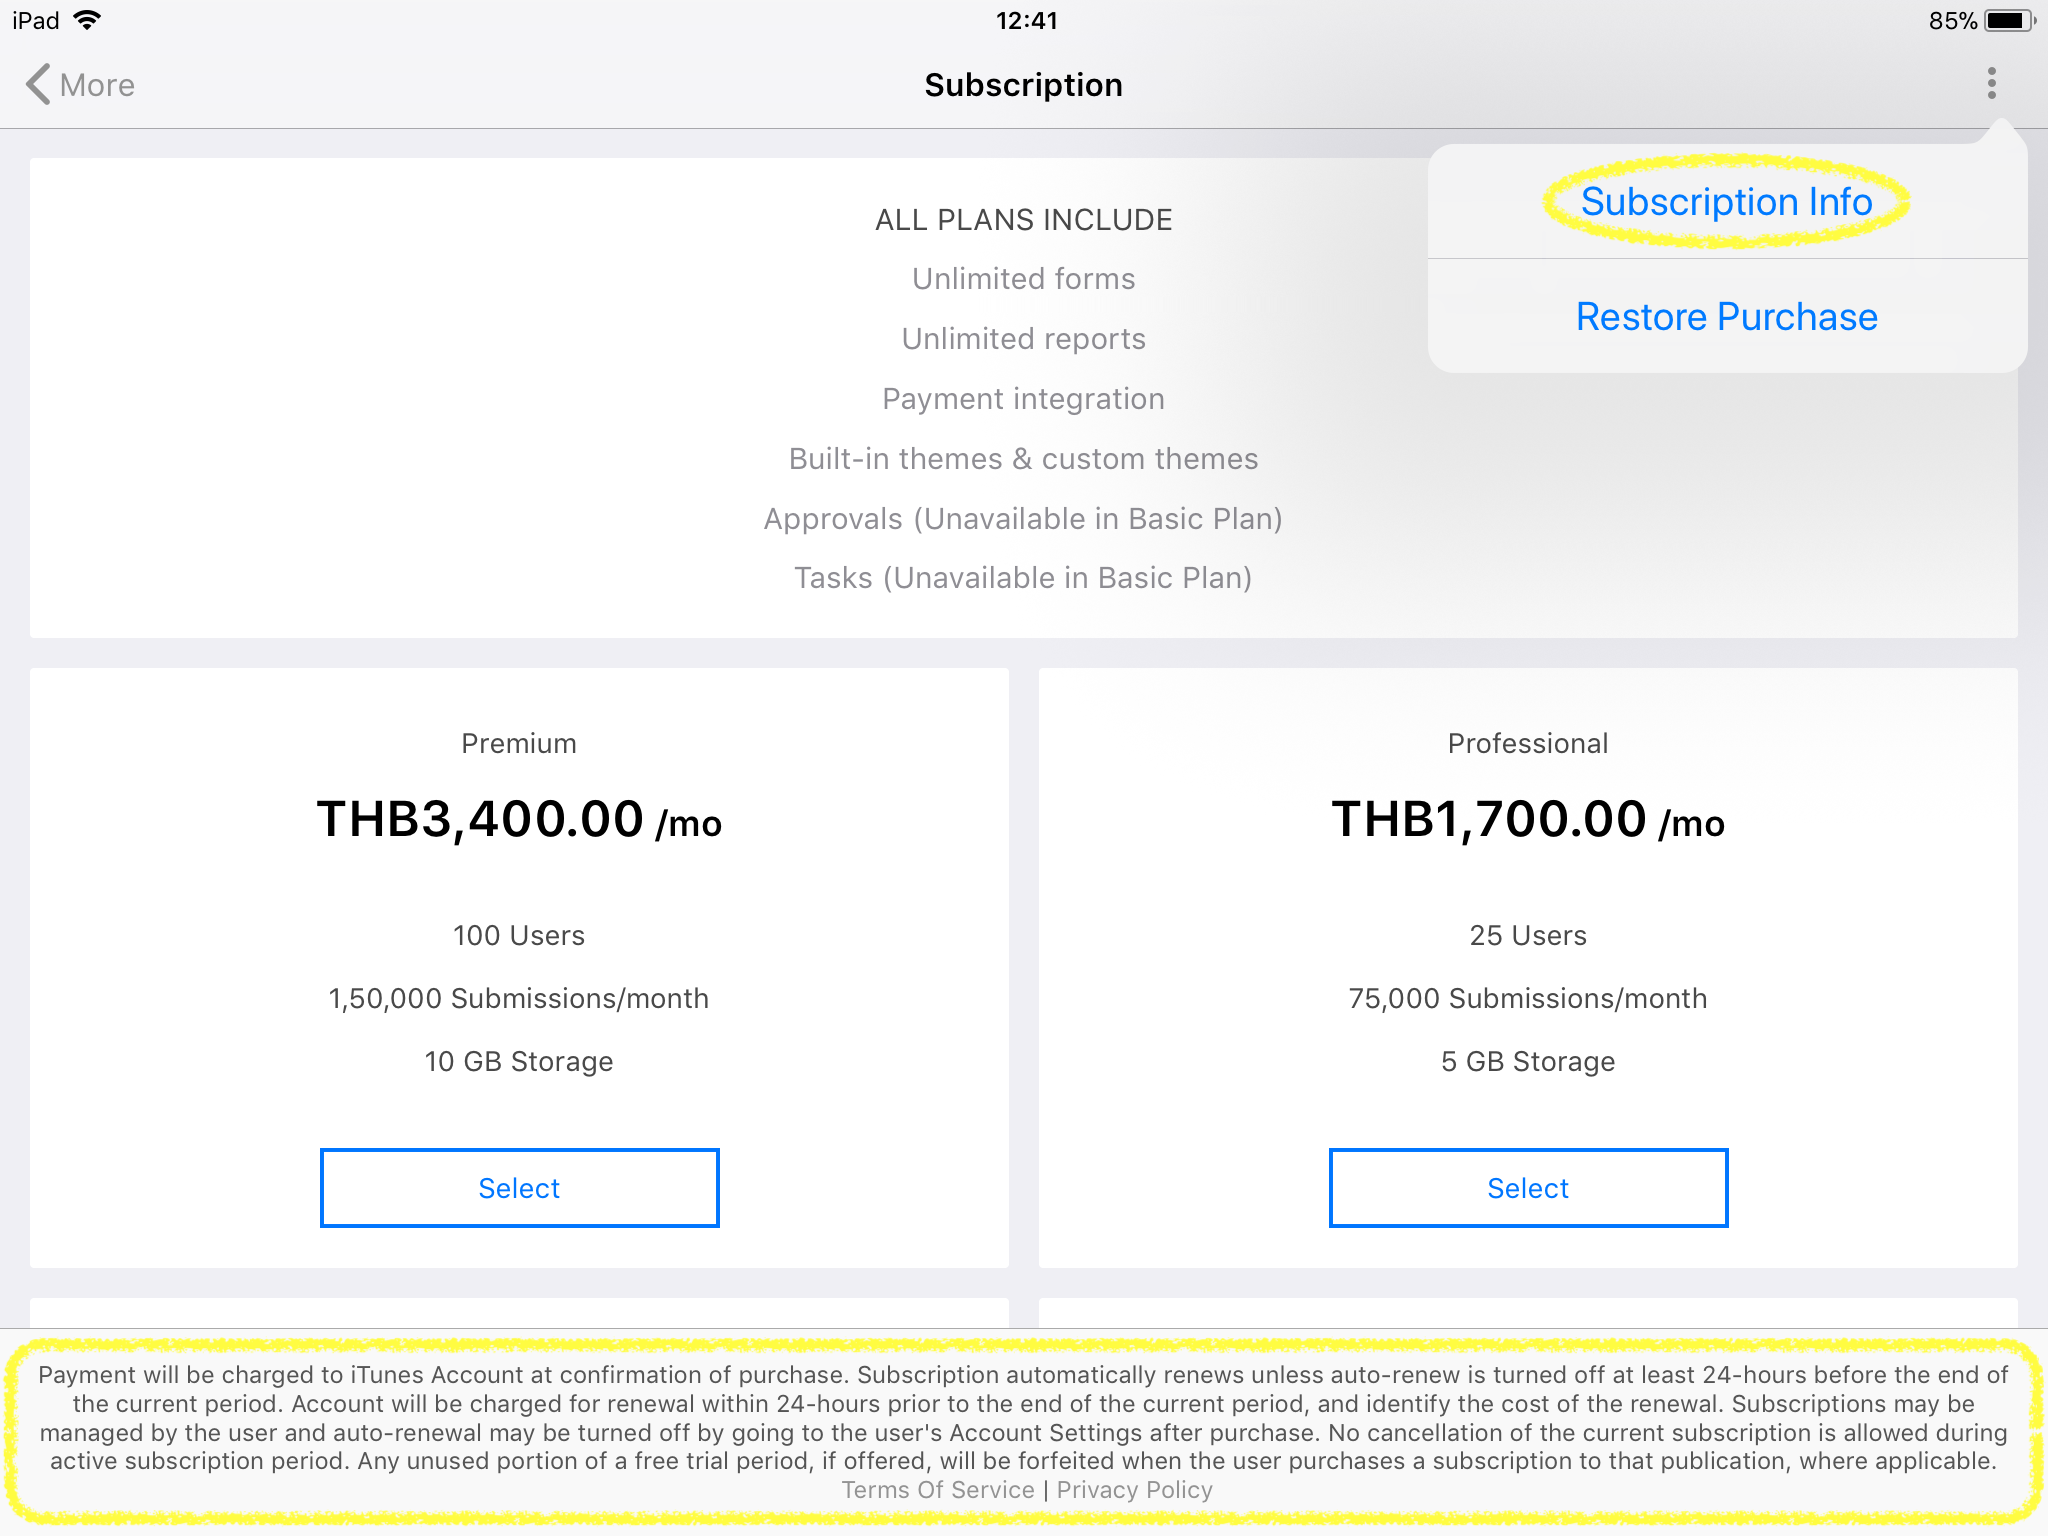 iPad 12:41 85%
More Subscription
Subscription Info
Restore Purchase
ALL PLANS INCLUDE
Unlimited forms
Unlimited reports
Payment integration
Built-in themes & custom themes
Approvals (Unavailable in Basic Plan)
Tasks (Unavailable in Basic Plan)
Premium
THB3,400.00 /mo
100 Users
1,50,000 Submissions/month
10 GB Storage
Select
Professional
THB1,700.00 /mo
25 Users
75,000 Submissions/month
5 GB Storage
Select
Payment will be charged to iTunes Account at confirmation of purchase. Subscription automatically renews unless auto-renew is turned off at least 24-hours before the end of
the current period. Account will be charged for renewal within 24-hours prior to the end of the current period, and identify the cost of the renewal. Subscriptions may be
managed by the user and auto-renewal may be turned off by going to the user's Account Settings after purchase. No cancellation of the current subscription is allowed during
active subscription period. Any unused portion of a free trial period, if offered, will be forfeited when the user purchases a subscription to that publication, where applicable.
Terms Of Service | Privacy Policy